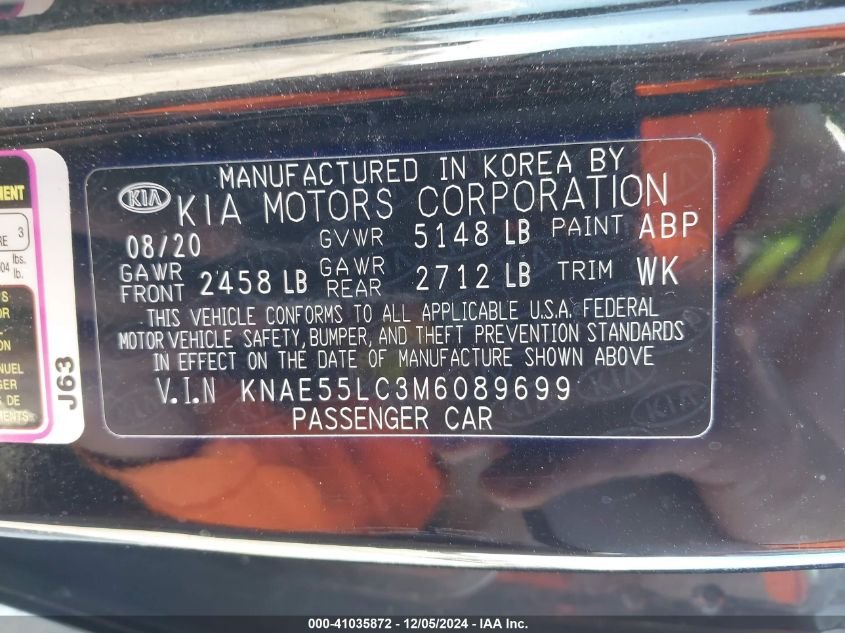 MANUFACTURED IN KOREA BY
KIA KIA MOTORS CORPORATION
08/20 GVWR 5148 LB PAINT ABP
GAWR FRONT 2458 LB GAWR REAR 2712 LB TRIM WK
THIS VEHICLE CONFORMS TO ALL APPLICABLE U.S.A. FEDERAL
MOTOR VEHICLE SAFETY, BUMPER, AND THEFT PREVENTION STANDARDS
IN EFFECT ON THE DATE OF MANUFACTURE SHOWN ABOVE
V.I.N KNAE55LC3M6089699
PASSENGER CAR
J63
000-41035872 - 12/05/2024 - IAA Inc.